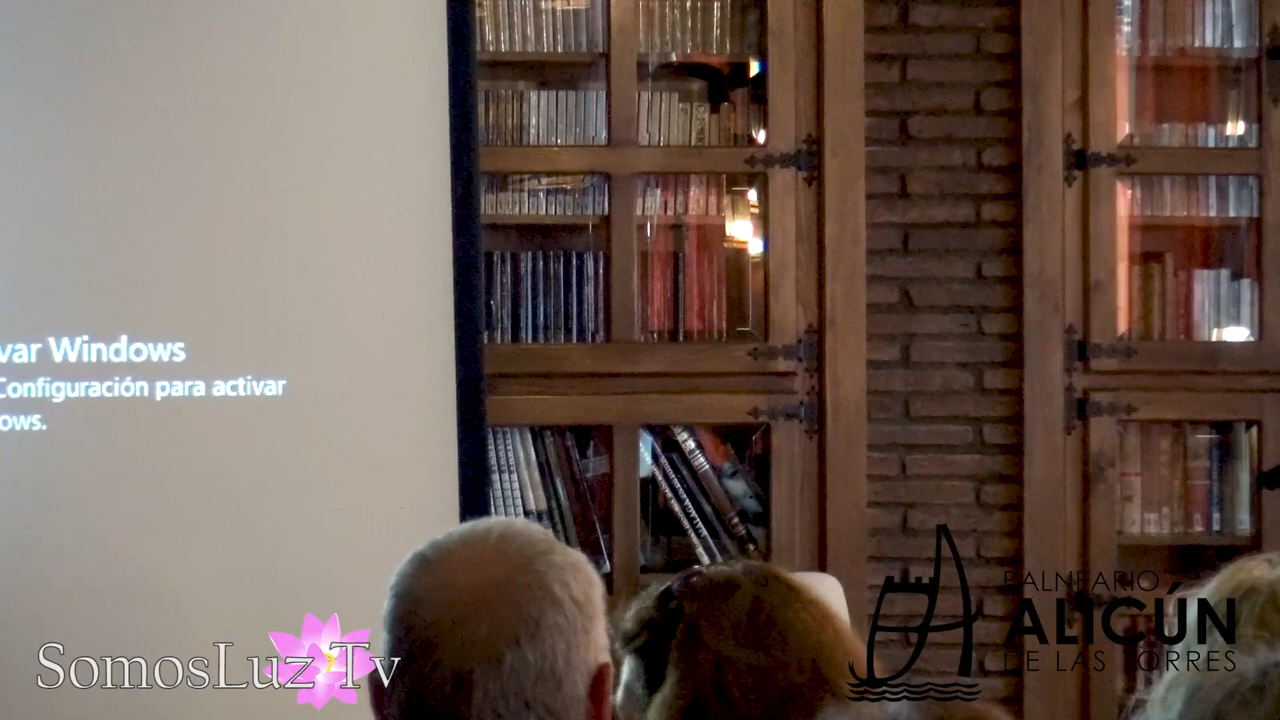 var Windows
Configuración para activar
ows.
SomosLuz Tv
BALNEARIO
ALICÚN
DE LAS TORRES